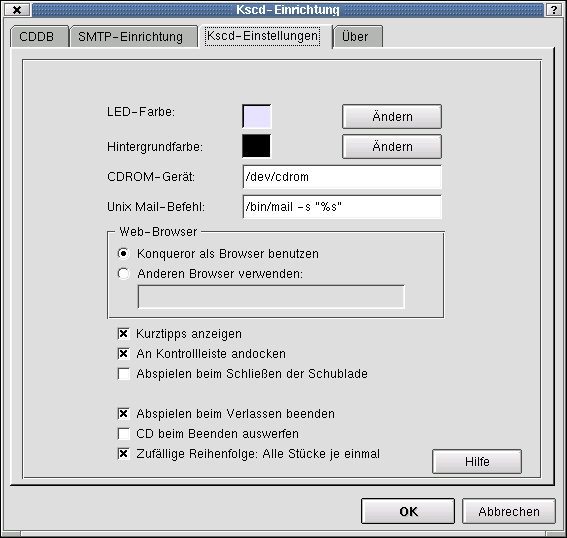 Kscd-Einrichtung
?
CDDB
SMTP-Einrichtung
Kscd-Einstellungen
Über
LED-Farbe:
Ändern
Hintergrundfarbe:
Ändern
CDROM-Gerät:
/dev/cdrom
Unix Mail-Befehl:
/bin/mail -s "%s"
Web-Browser
Konqueror als Browser benutzen
Anderen Browser verwenden:
Kurztipps anzeigen
An Kontrollleiste andocken
Abspielen beim Schließen der Schublade
Abspielen beim Verlassen beenden
CD beim Beenden auswerfen
Zufällige Reihenfolge: Alle Stücke je einmal
Hilfe
OK
Abbrechen